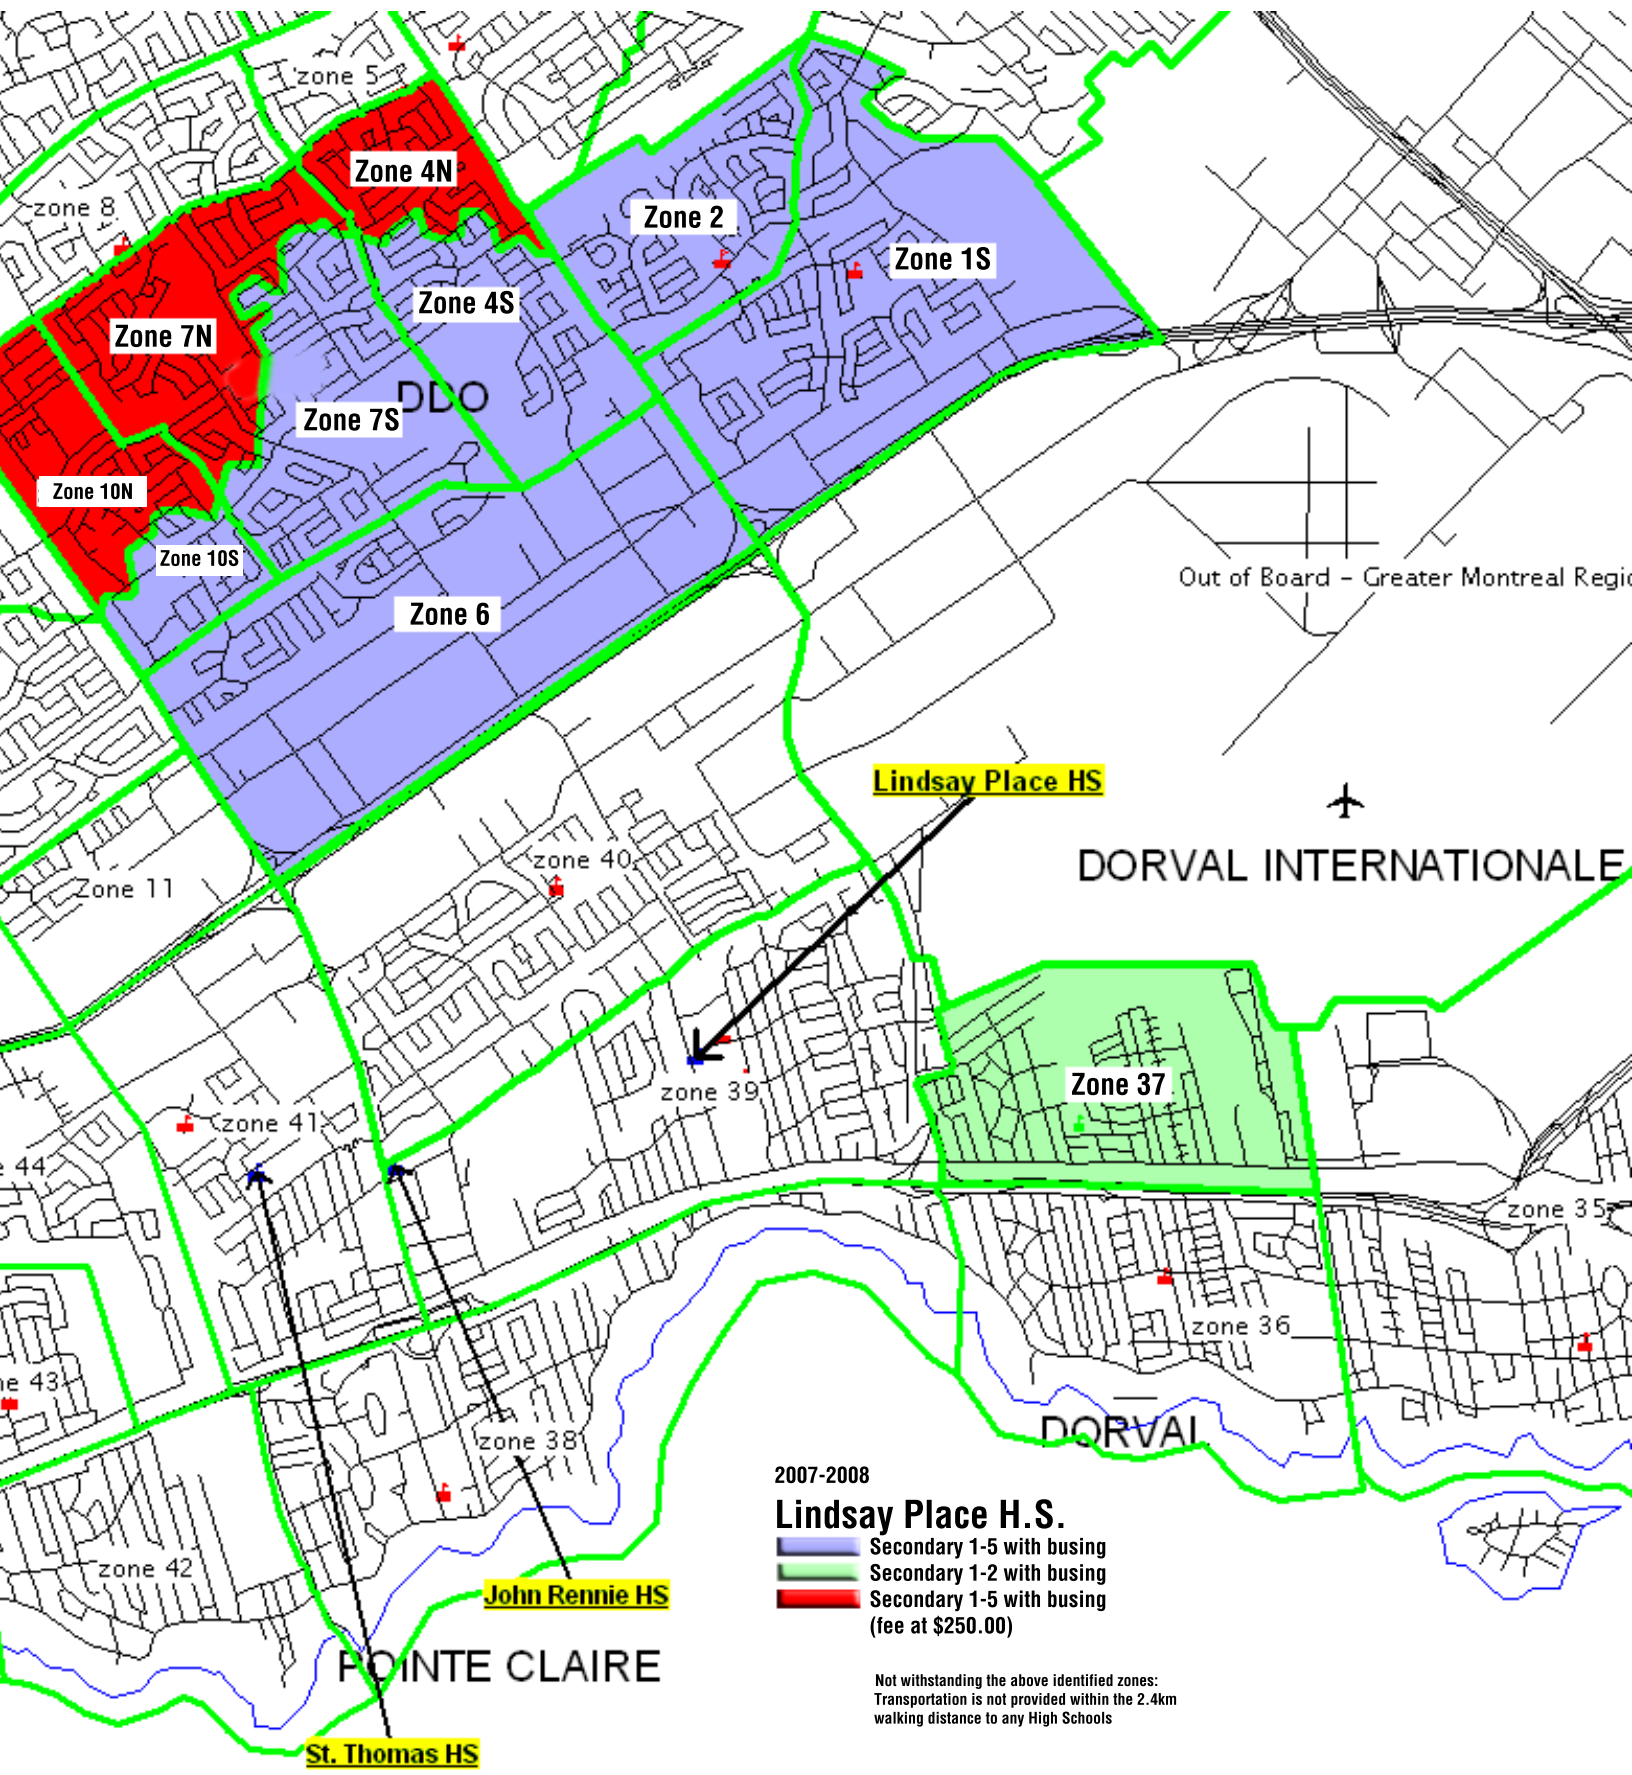 zone 5
Zone 4N
zone 8
Zone 2
Zone 1S
Zone 4S
Zone 7N
DDO
Zone 7S
Zone 10N
Zone 10S
Out of Board - Greater Montreal
Zone 6
Lindsay Place HS
DORVAL INTERNATIONALE
zone 40
Zone 11
Zone 37
zone 39
zone 41
44
zone 35
zone 36
43
DORVAL
zone 38
2007-2008
Lindsay Place H.S.
Secondary 1-5 with busing
Secondary 1-2 with busing
Secondary 1-5 with busing
(fee at $250.00)
zone 42
John Rennie HS
POINTE CLAIRE
Not withstanding the above identified zones:
Transportation is not provided within the 2.4km
walking distance to any High Schools
St. Thomas HS